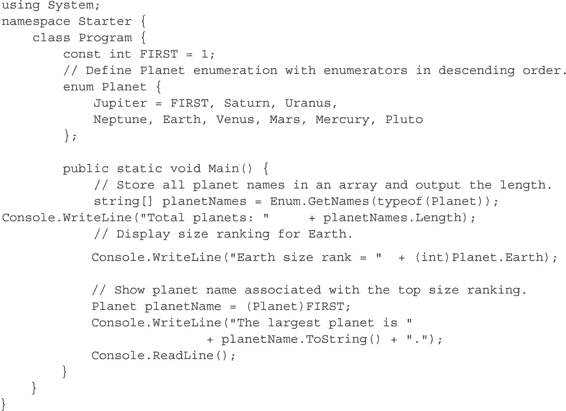 using System;
namespace Starter {
    class Program {
        const int FIRST = 1;
        // Define Planet enumeration with enumerators in descending order.
        enum Planet {
            Jupiter = FIRST, Saturn, Uranus,
            Neptune, Earth, Venus, Mars, Mercury, Pluto
        };
        public static void Main() {
            // Store all planet names in an array and output the length.
            string[] planetNames = Enum.GetNames(typeof(Planet));
Console.WriteLine("Total planets: "     + planetNames.Length);
            // Display size ranking for Earth.
            Console.WriteLine("Earth size rank = "  + (int)Planet.Earth);
            // Show planet name associated with the top size ranking.
            Planet planetName = (Planet)FIRST;
            Console.WriteLine("The largest planet is "
                           + planetName.ToString() + ".");
            Console.ReadLine();
        }
    }
}